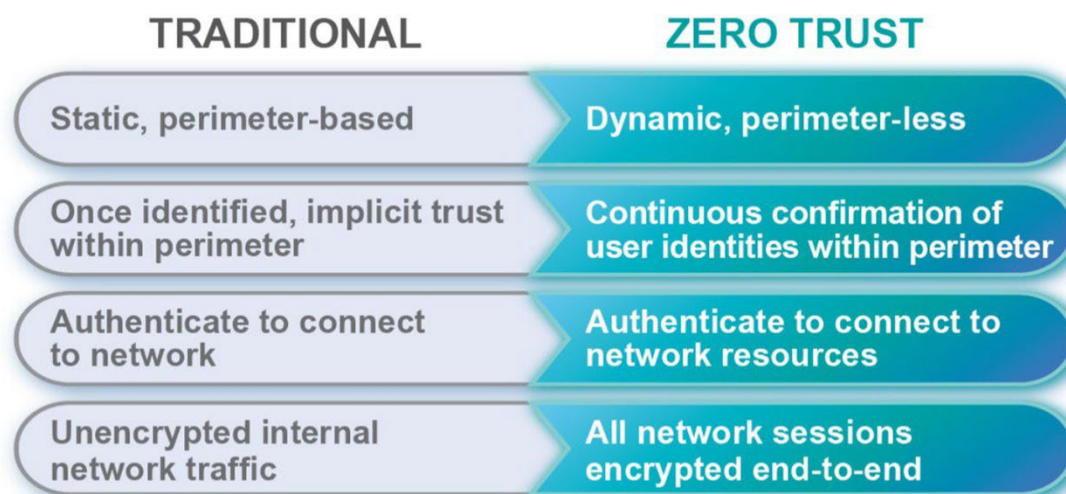 TRADITIONAL
ZERO TRUST
Static, perimeter-based
Dynamic, perimeter-less
Once identified, implicit trust
within perimeter
Continuous confirmation of
user identities within perimeter
Authenticate to connect
to network
Authenticate to connect to
network resources
Unencrypted internal
network traffic
All network sessions
encrypted end-to-end